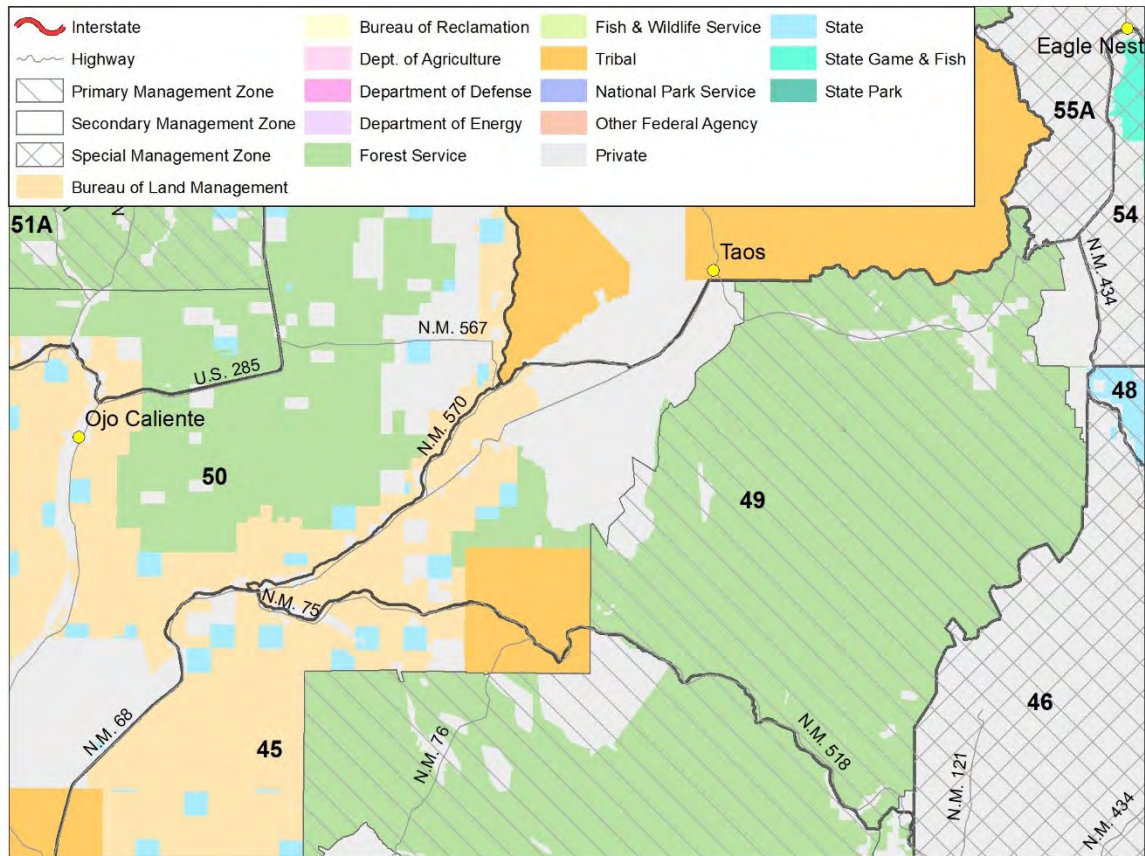 Interstate
Highway
Primary Management Zone
Secondary Management Zone
Special Management Zone
Bureau of Land Management
Bureau of Reclamation
Dept. of Agriculture
Department of Defense
Department of Energy
Forest Service
Fish & Wildlife Service
Tribal
National Park Service
Other Federal Agency
Private
State
State Game & Fish
State Park
Eagle Nest
55A
51A
54
Taos
N.M. 434
N.M. 567
U.S. 285
48
Ojo Caliente
N.M. 570
50
49
N.M. 75
46
N.M. 68
45
N.M. 76
N.M. 518
N.M. 121
N.M. 434